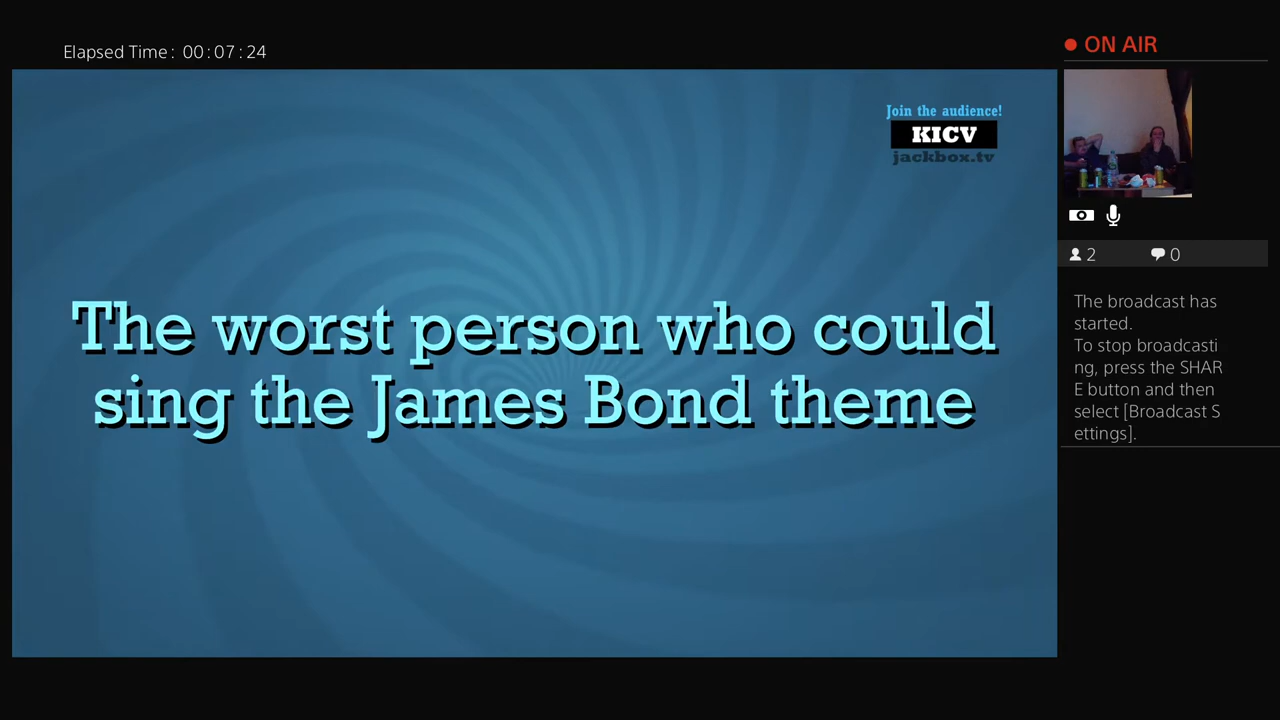 Elapsed Time: 00:07:24
ON AIR
Join the audience!
KICV
jackbox.tv
2 0
The worst person who could
sing the James Bond theme
The broadcast has
started.
To stop broadcasti
ng, press the SHAR
E button and then
select [Broadcast S
ettings].